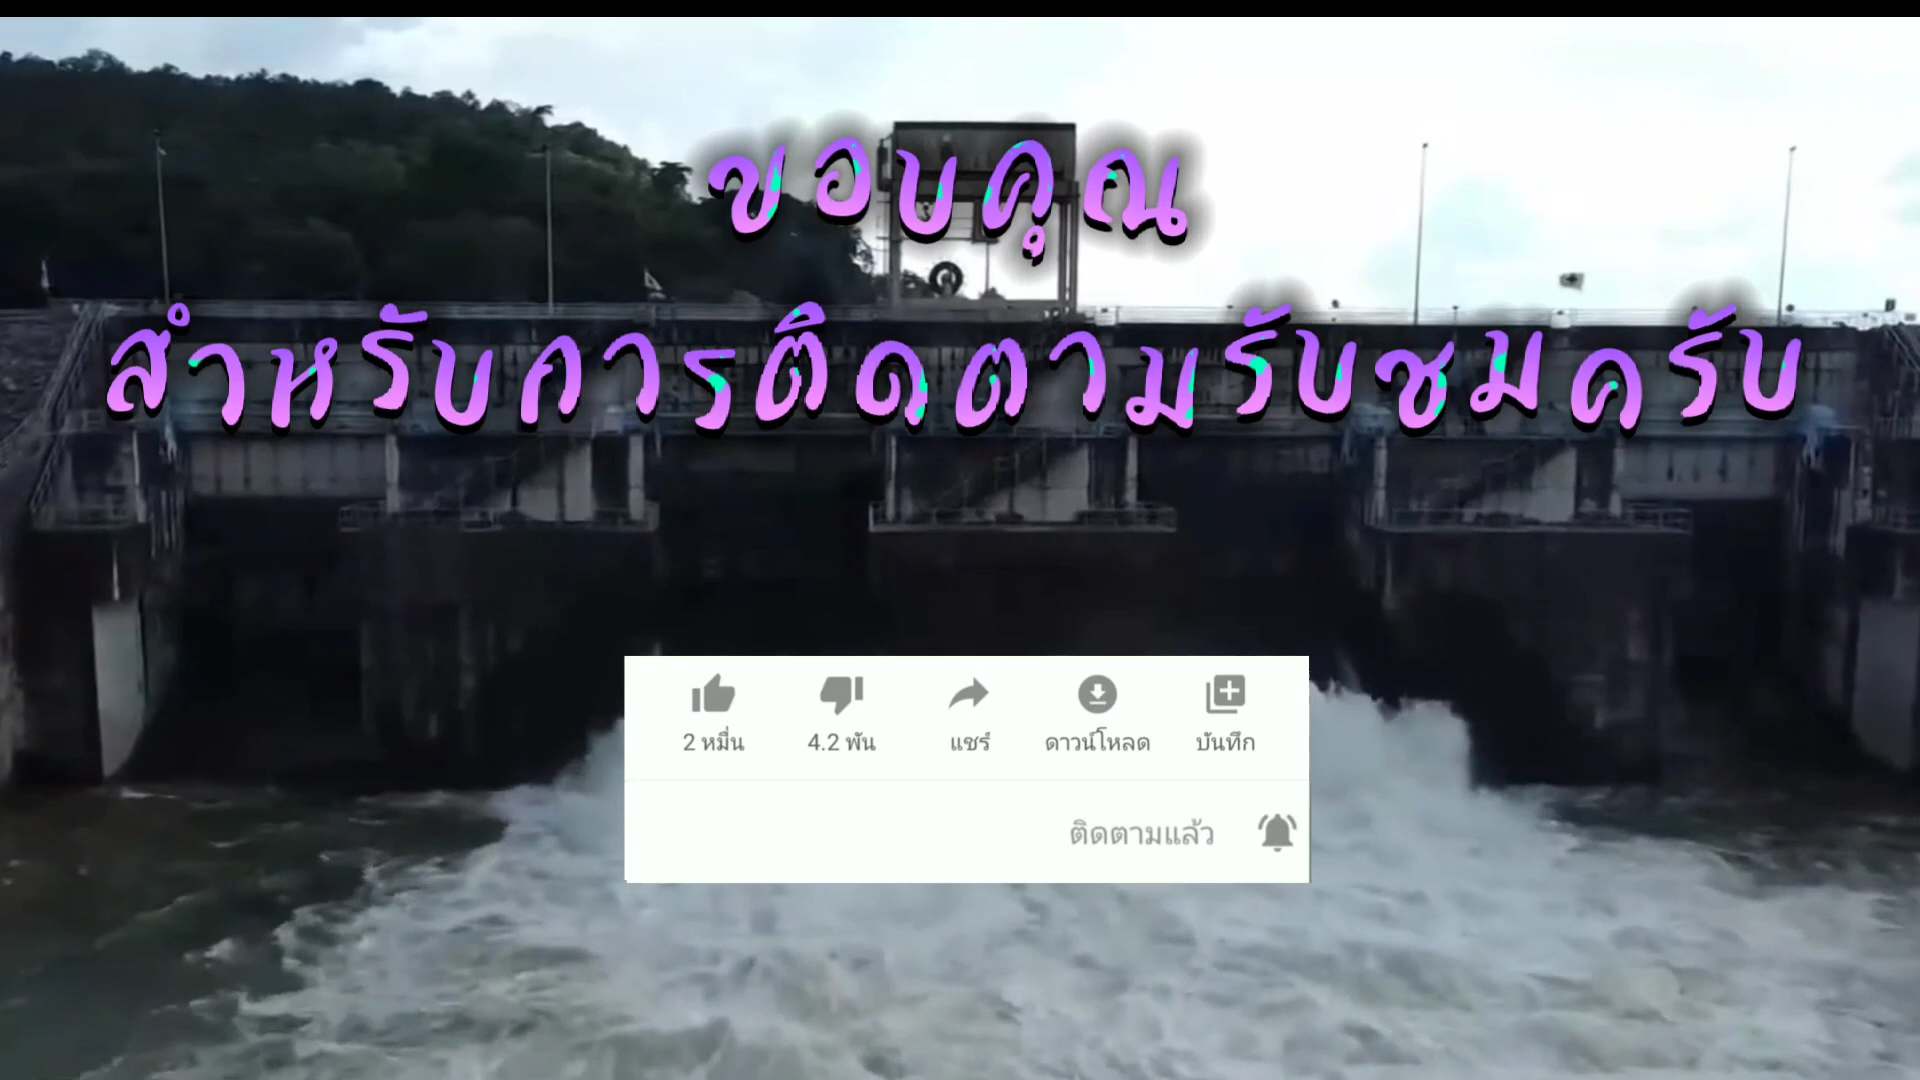 ขอบคุณ
สำหรับการติดตามรับชมครับ
2 หมื่น 4.2 พัน แชร์ ดาวน์โหลด บันทึก
ติดตามแล้ว